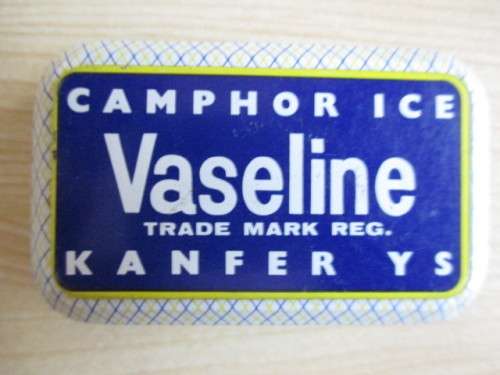 CAMPHOR ICE
Vaseline
TRADE MARK REG.
KANFER YS